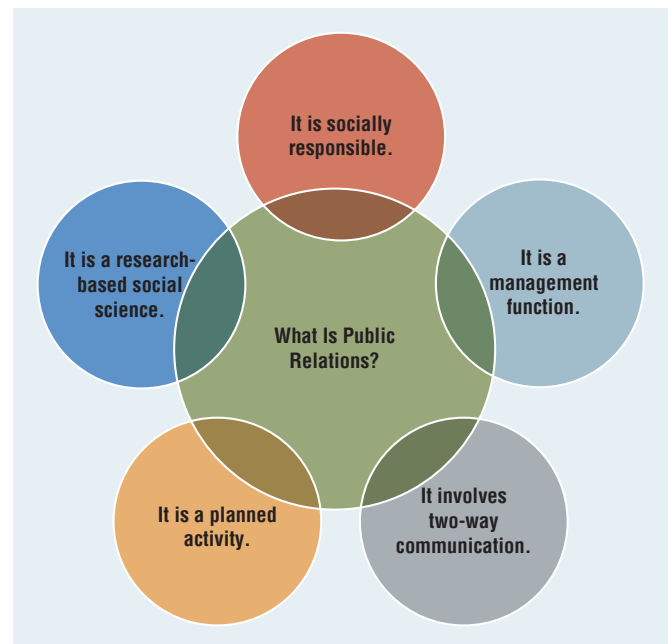 It is socially
responsible.
It is a research-
based social
science.
It is a
management
function.
What Is Public
Relations?
It is a planned
activity.
It involves
two-way
communication.